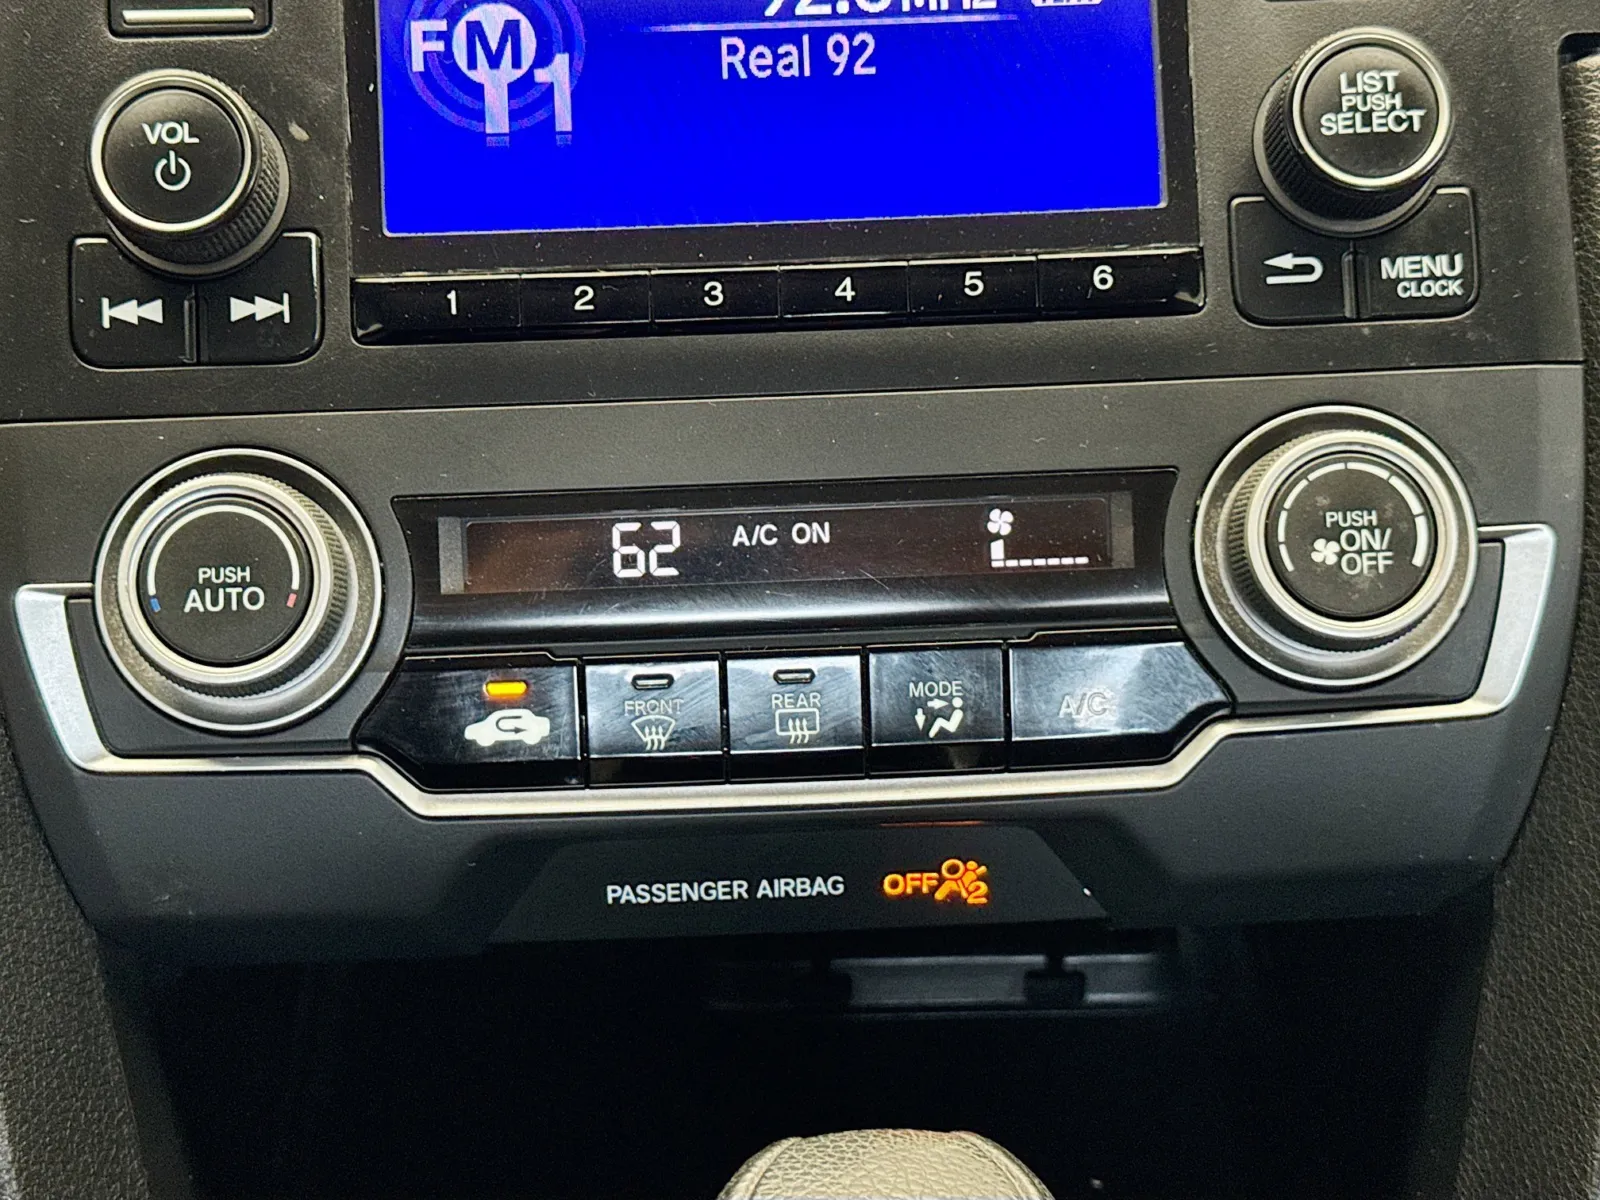 FM
1
Real 92
VOL
LIST
PUSH
SELECT
1 2 3 4 5 6
MENU
CLOCK
PUSH
AUTO
62 A/C ON
PUSH
ON/
OFF
FRONT
REAR
MODE
A/C
PASSENGER AIRBAG OFF 2